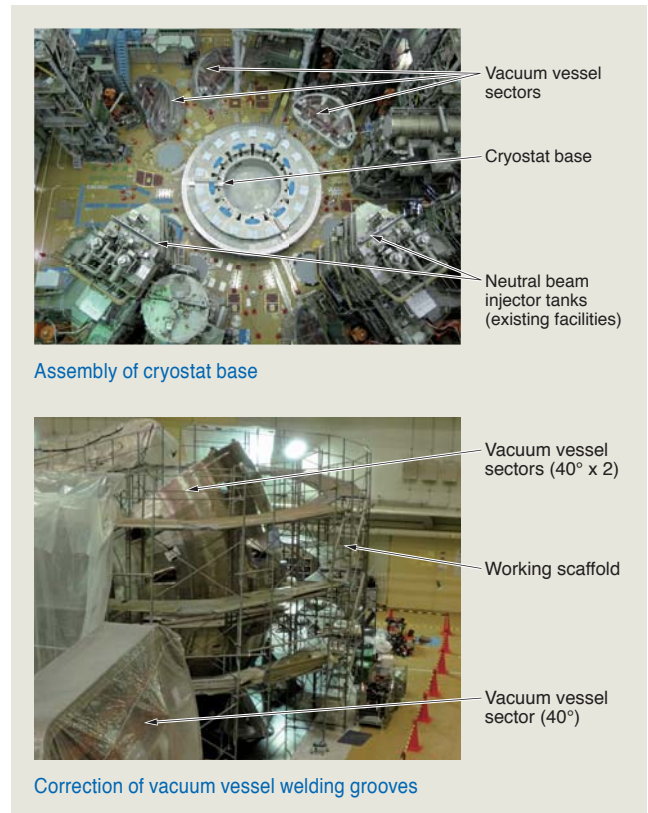 Vacuum vessel
sectors
Cryostat base
Neutral beam
injector tanks
(existing facilities)
Assembly of cryostat base
Vacuum vessel
sectors (40° x 2)
Working scaffold
Vacuum vessel
sector (40°)
Correction of vacuum vessel welding grooves